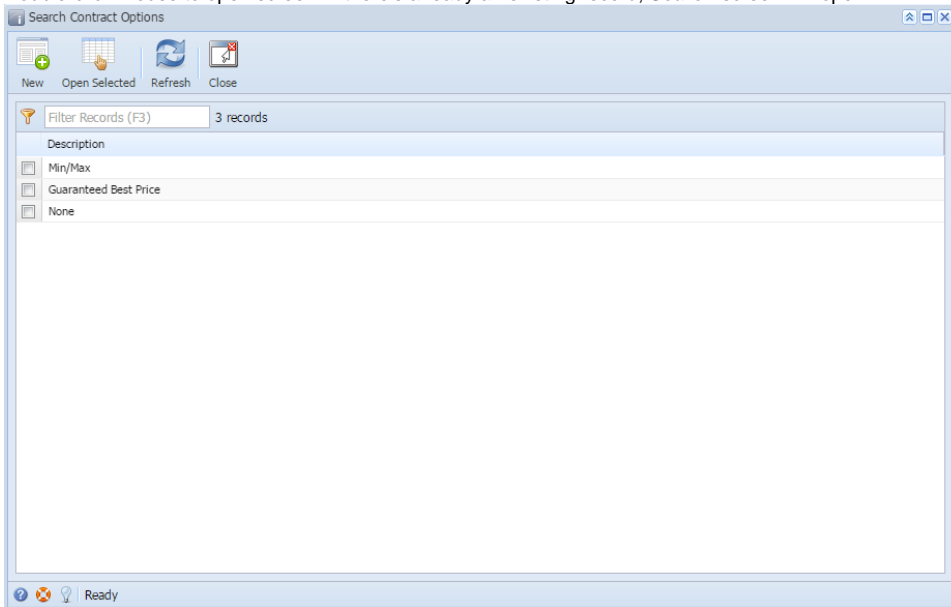 Search Contract Options
New Open Selected Refresh Close
Filter Records (F3) 3 records
Description
Min/Max
Guaranteed Best Price
None
Ready